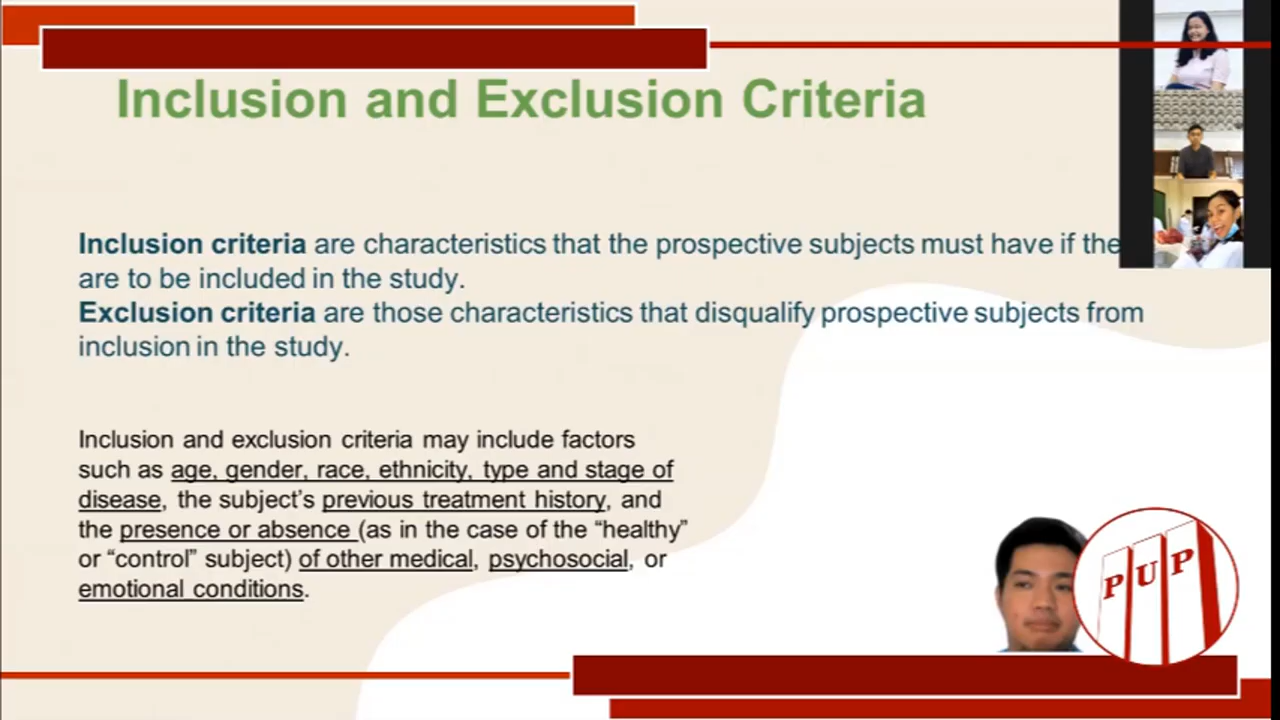 Inclusion and Exclusion Criteria
Inclusion criteria are characteristics that the prospective subjects must have if the
are to be included in the study.
Exclusion criteria are those characteristics that disqualify prospective subjects from
inclusion in the study.
Inclusion and exclusion criteria may include factors
such as age, gender, race, ethnicity, type and stage of
disease, the subject's previous treatment history, and
the presence or absence (as in the case of the “healthy”
or “control” subject) of other medical, psychosocial, or
emotional conditions.
PUP